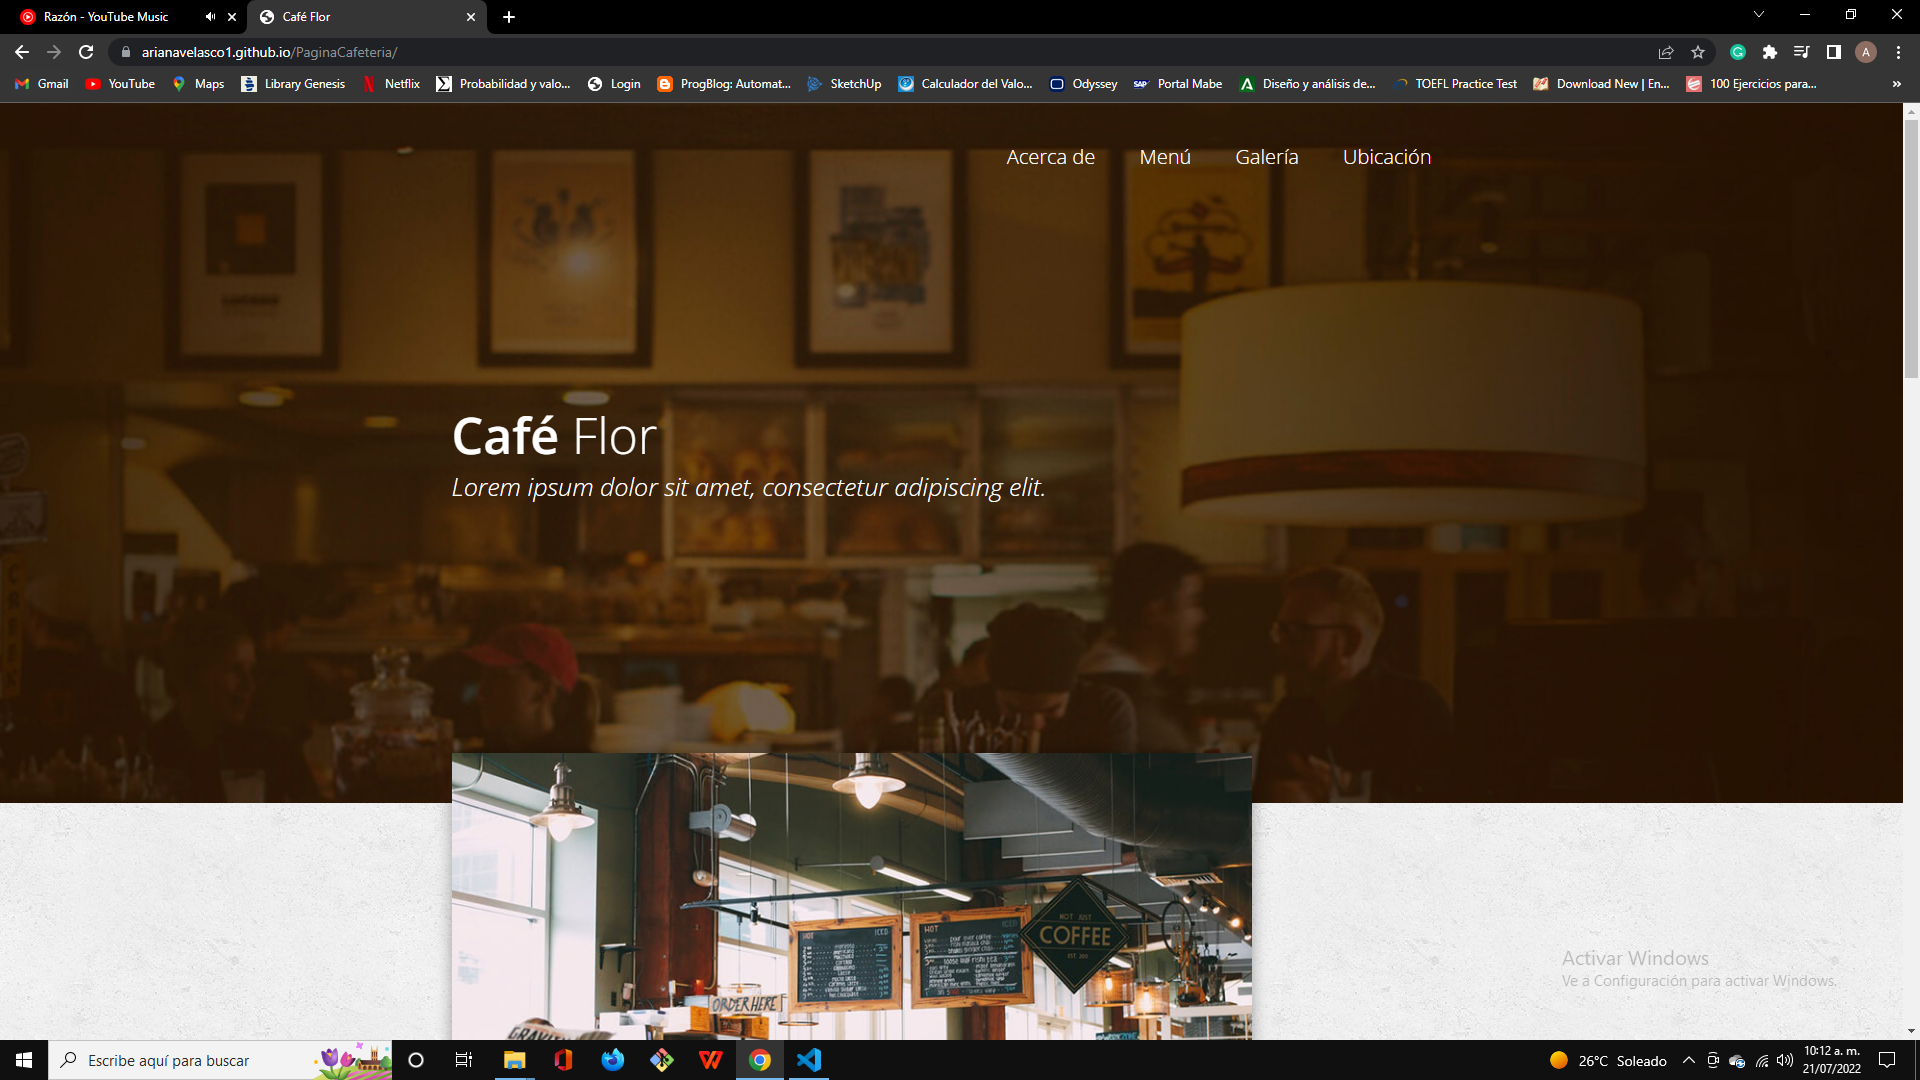 Razón - YouTube Music
Café Flor
arianavelasco1.github.io/PaginaCafeteria/
A
Gmail
YouTube
Maps
Library Genesis
Netflix
Probabilidad y valo...
Login
ProgBlog: Automat...
SketchUp
Calculador del Valo...
Odyssey
SAP
Portal Mabe
Diseño y análisis de...
TOEFL Practice Test
Download New | En...
100 Ejercicios para...
»
Acerca de
Menú
Galería
Ubicación
Café Flor
Lorem ipsum dolor sit amet, consectetur adipiscing elit.
HOT ICED
HOT ICED
NOT JUST
COFFEE
ORDER HERE
Activar Windows
Ve a Configuración para activar Windows.
Escribe aquí para buscar
26°C Soleado
10:12 a. m.
21/07/2022